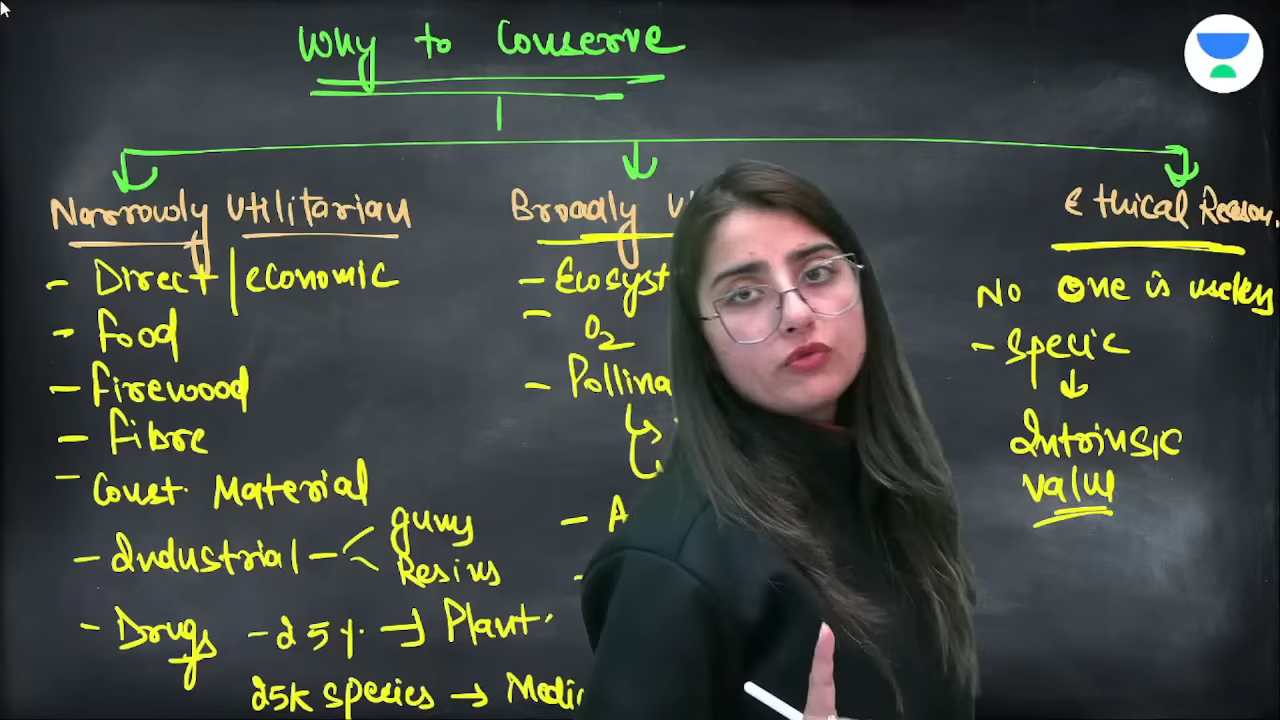 Why to Conserve
Narrowly Utilitarian
- Direct | economic
- Food
- Firewood
- Fibre
- Const. Material
- Industrial - gums
Resins
- Drugs - 25% → Plant.
25K species → Medi
Broadly U
- Ecosyst
O2
- Pollina
- A
Ethical Reason.
No one is useless
- Specie
↓
Intrinsic
value